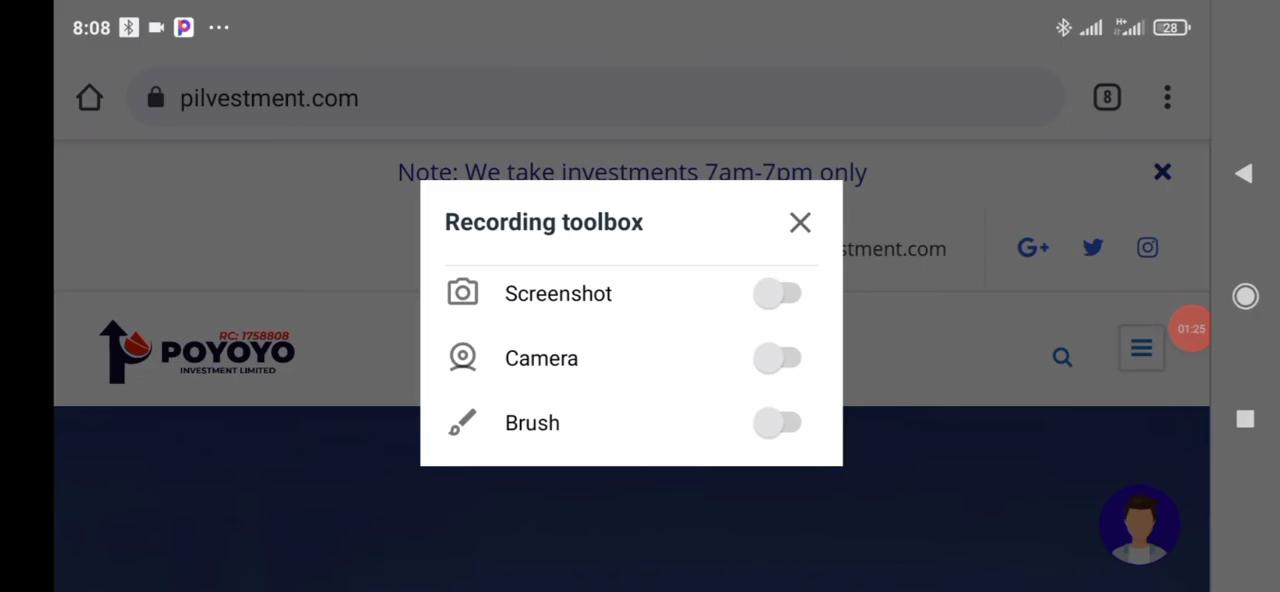 8:08
H+
28
pilvestment.com
8
Note: We take investments 7am-7pm only
Recording toolbox
stment.com
G+
Screenshot
01:25
RC: 1758808
POYOYO
INVESTMENT LIMITED
Camera
Brush